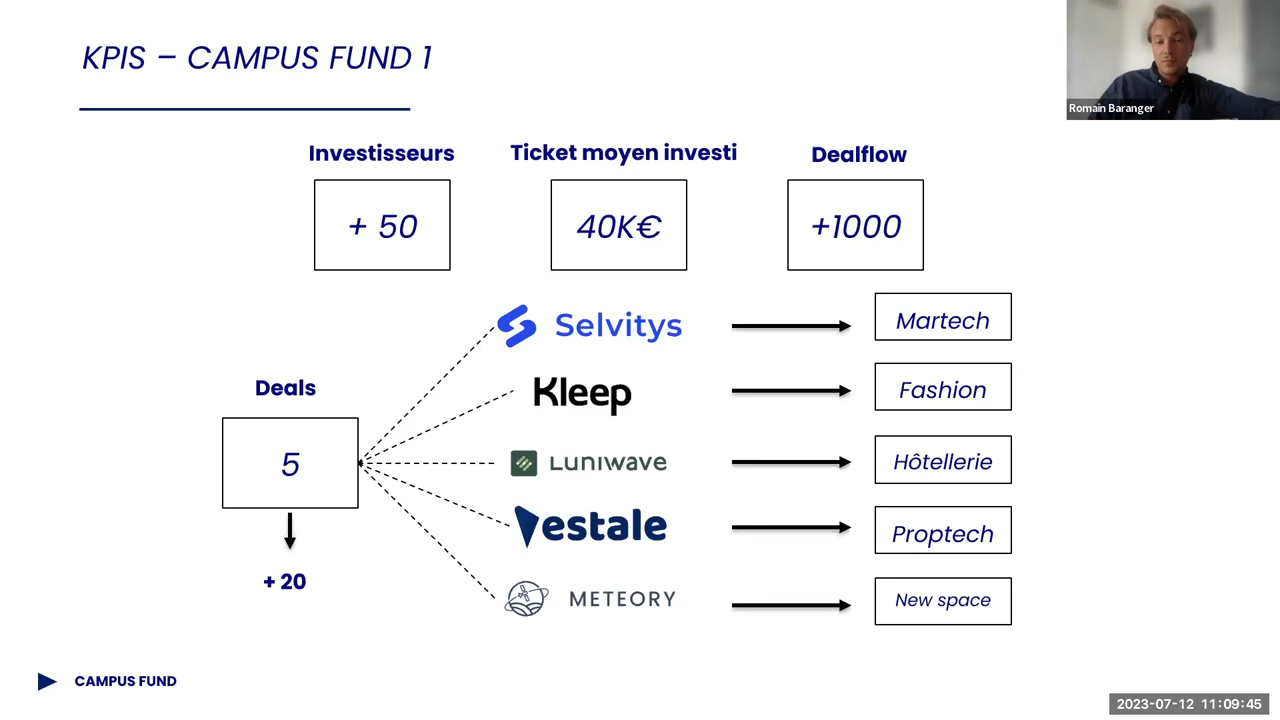 KPIS – CAMPUS FUND 1
Romain Baranger
Investisseurs
Ticket moyen investi
Dealflow
+ 50
40K€
+1000
Selvitys
Martech
Kleep
Fashion
Deals
5
Luniwave
Hôtellerie
Vestale
Proptech
+ 20
METEORY
New space
CAMPUS FUND
2023-07-12 11:09:45